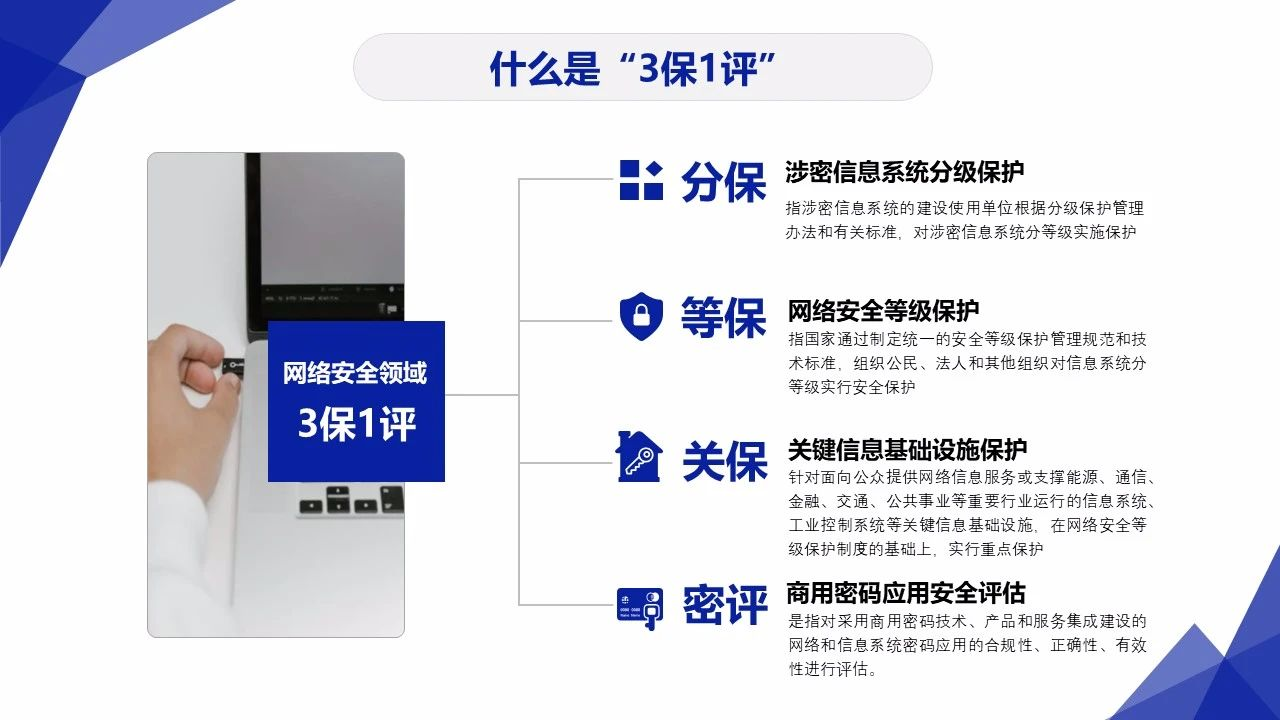 什么是“3保1评”
网络安全领域
3保1评
分保
涉密信息系统分级保护
指涉密信息系统的建设使用单位根据分级保护管理
办法和有关标准，对涉密信息系统分等级实施保护
等保
网络安全等级保护
指国家通过制定统一的安全等级保护管理规范和技
术标准，组织公民、法人和其他组织对信息系统分
等级实行安全保护
关保
关键信息基础设施保护
针对面向公众提供网络信息服务或支撑能源、通信、
金融、交通、公共事业等重要行业运行的信息系统、
工业控制系统等关键信息基础设施，在网络安全等
级保护制度的基础上，实行重点保护
密评
商用密码应用安全评估
是指对采用商用密码技术、产品和服务集成建设的
网络和信息系统密码应用的合规性、正确性、有效
性进行评估。